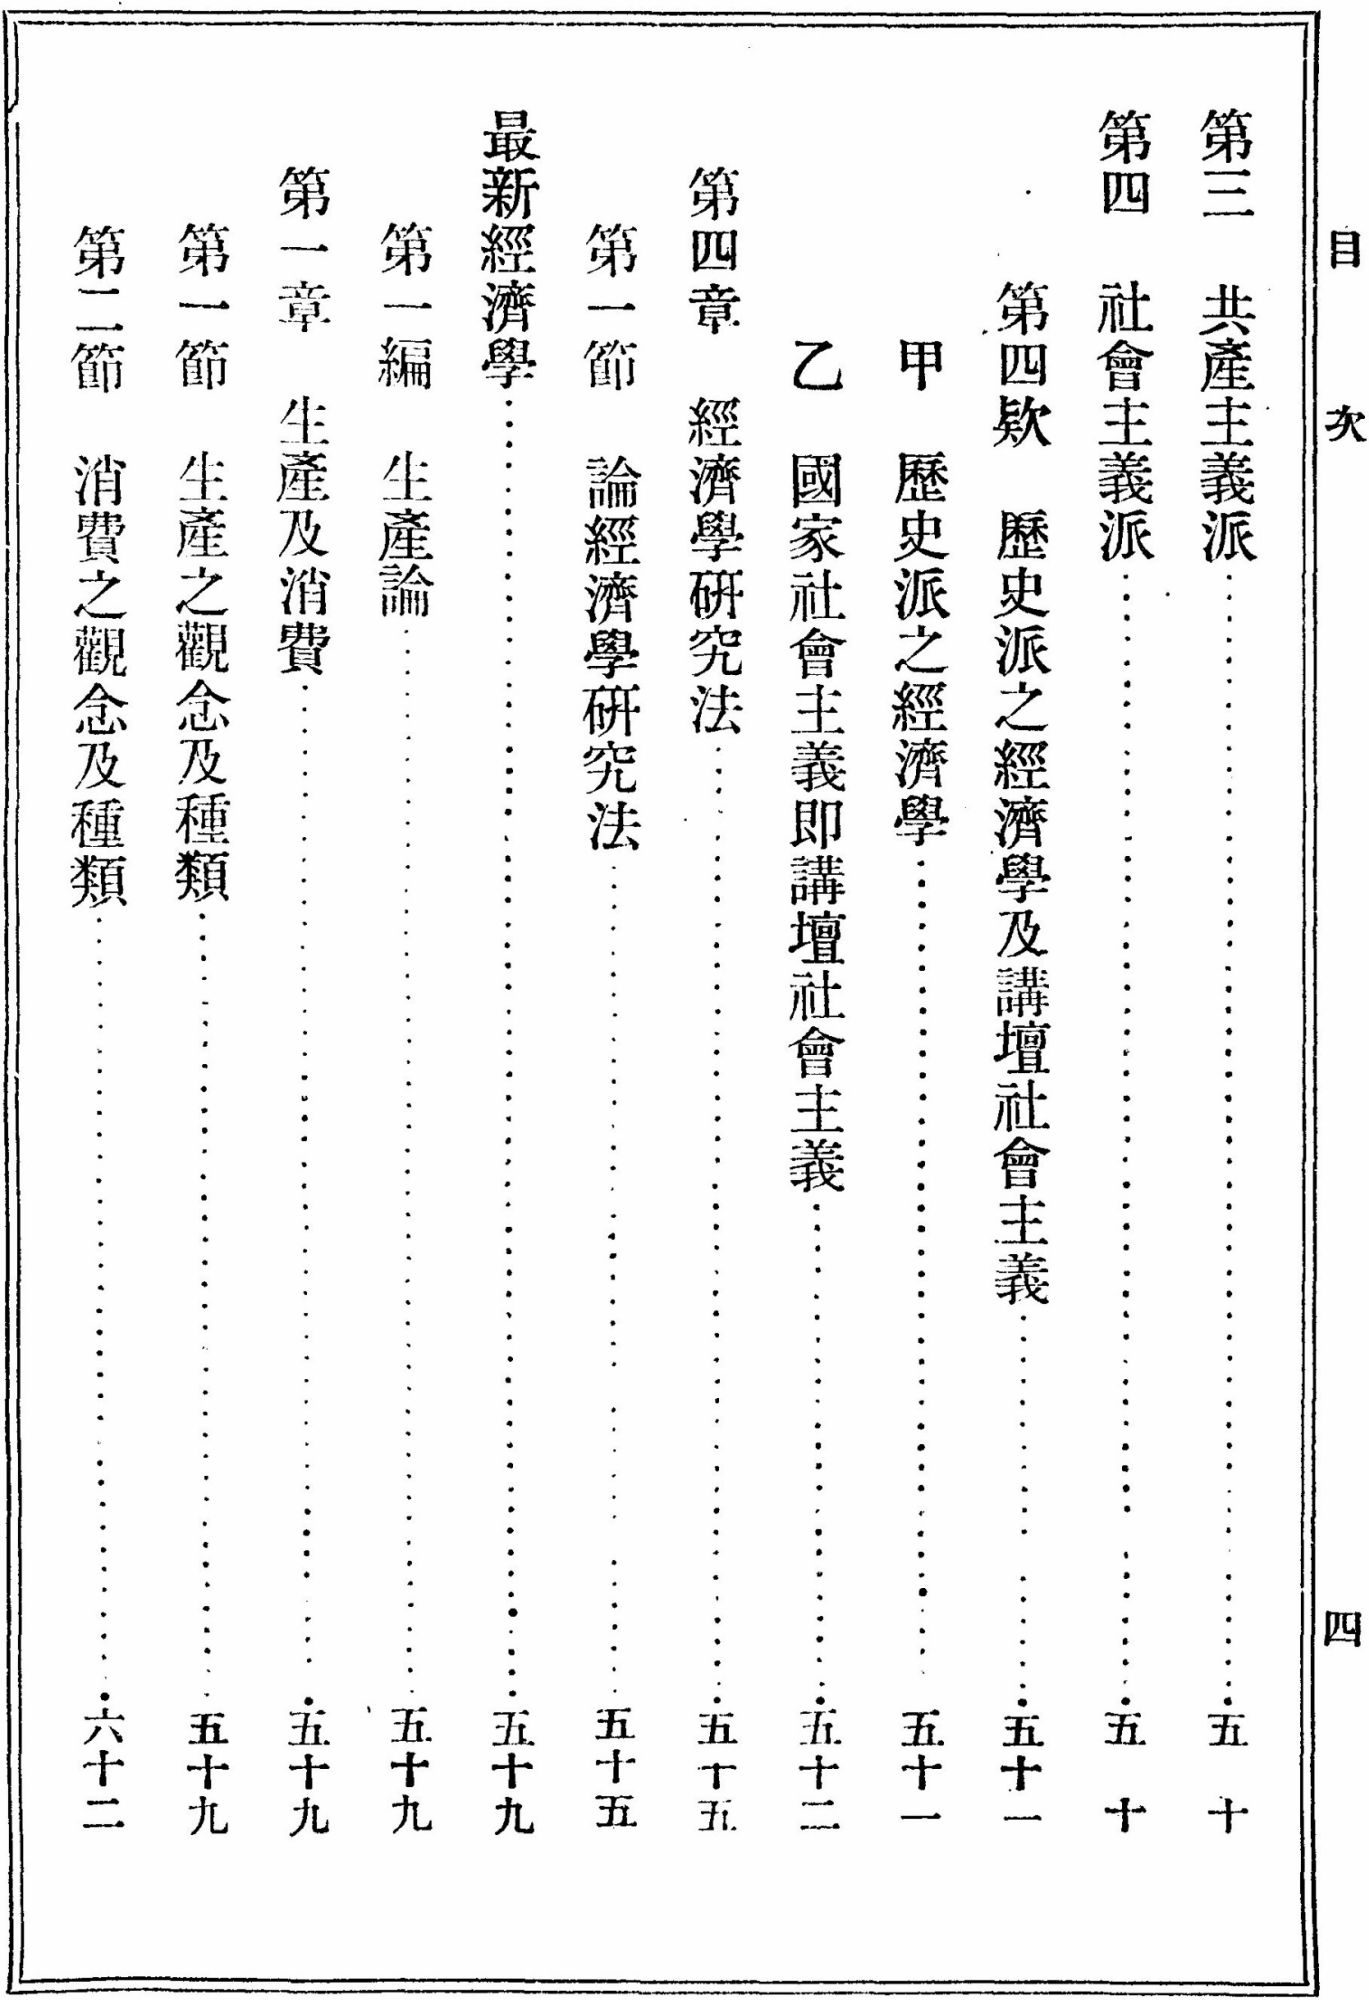 目次 四
第三 共產主義派…………五十
第四 社會主義派…………五十
第四欵 歷史派之經濟學及講壇社會主義…………五十一
甲 歷史派之經濟學…………五十一
乙 國家社會主義即講壇社會主義…………五十二
第四章 經濟學硏究法…………五十五
第一節 論經濟學硏究法…………五十五
最新經濟學…………五十九
第一編 生產論…………五十九
第一章 生產及消費…………五十九
第一節 生產之觀念及種類…………五十九
第二節 消費之觀念及種類…………六十二